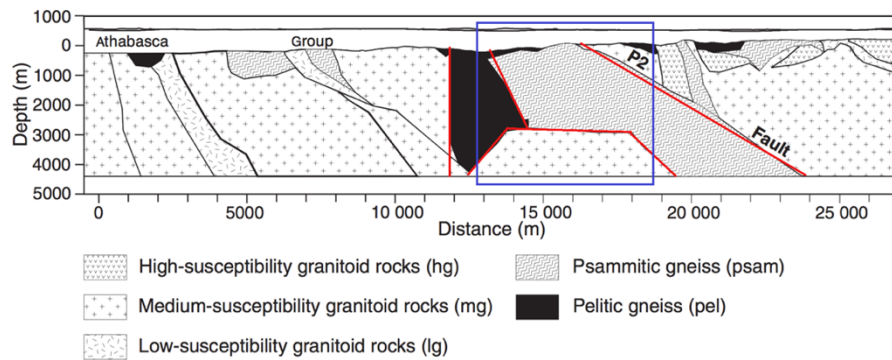 1000
0
1000
2000
3000
4000
5000
Depth (m)
Athabasca Group
P2
Fault
0 5000 10 000 15 000 20 000 25 000
Distance (m)
High-susceptibility granitoid rocks (hg)
Medium-susceptibility granitoid rocks (mg)
Low-susceptibility granitoid rocks (lg)
Psammitic gneiss (psam)
Pelitic gneiss (pel)